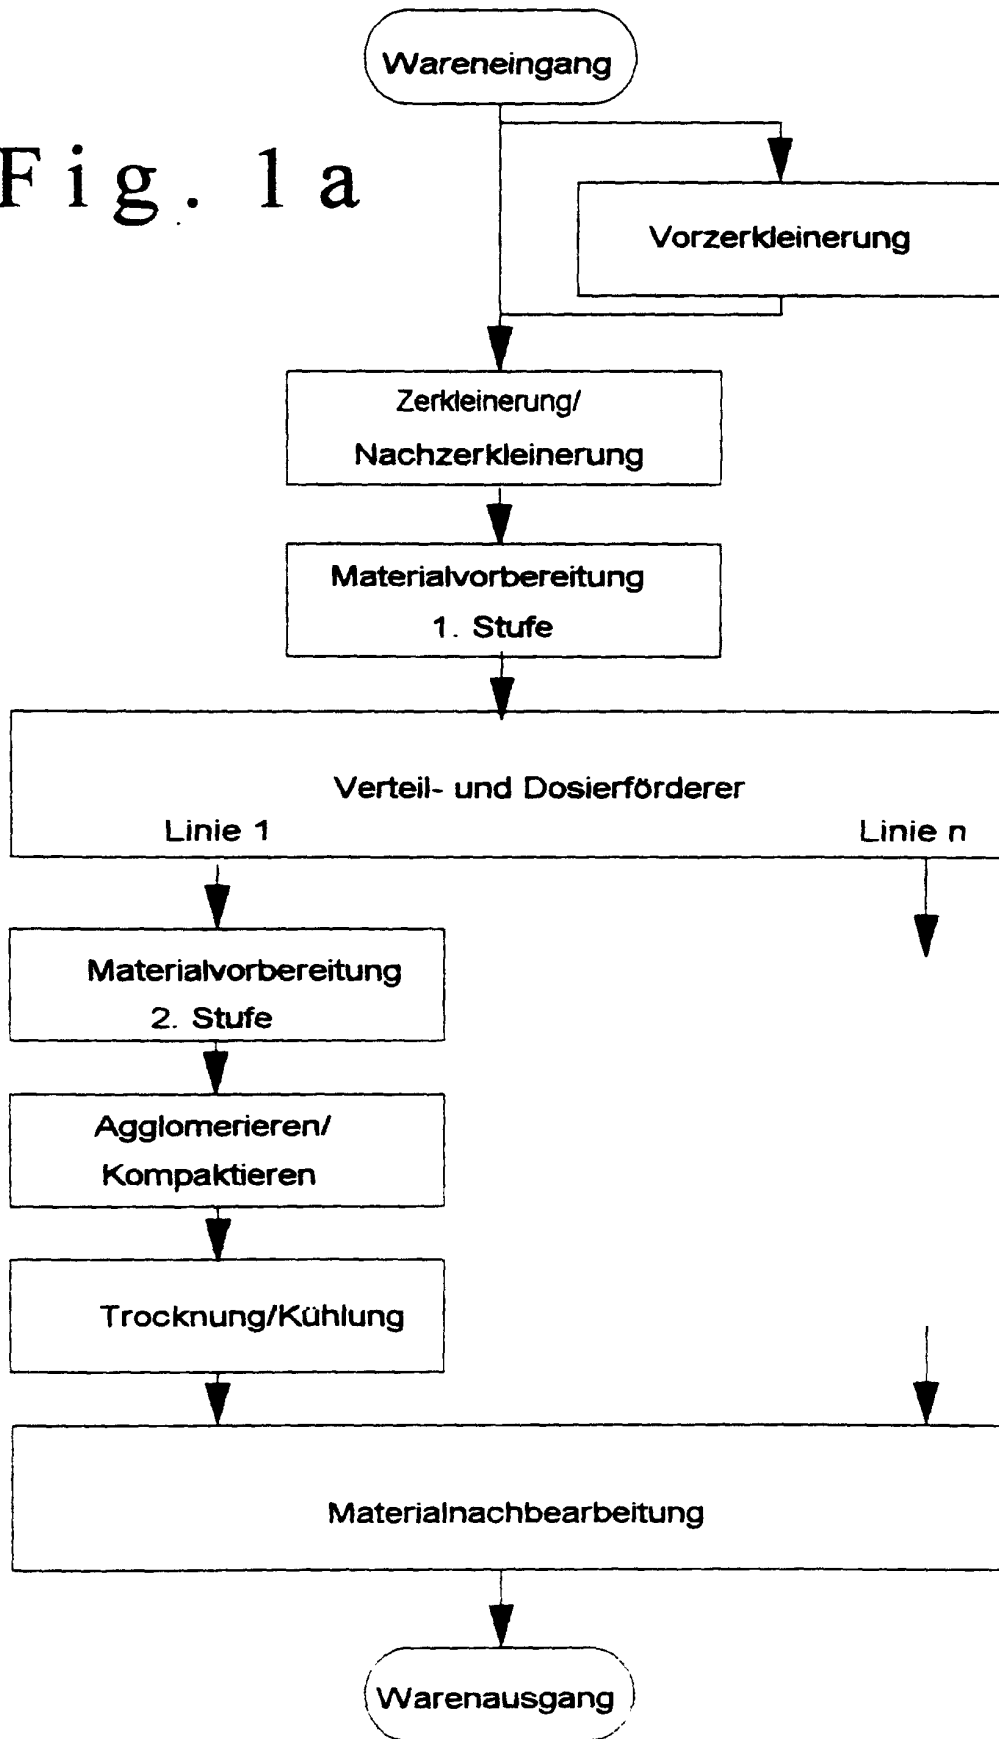 Wareneingang
Fig. 1a
Vorzerkleinerung
Zerkleinerung/
Nachzerkleinerung
Materialvorbereitung
1. Stufe
Verteil- und Dosierförderer
Linie 1
Linie n
Materialvorbereitung
2. Stufe
Agglomerieren/
Kompaktieren
Trocknung/Kühlung
Materialnachbearbeitung
Warenausgang